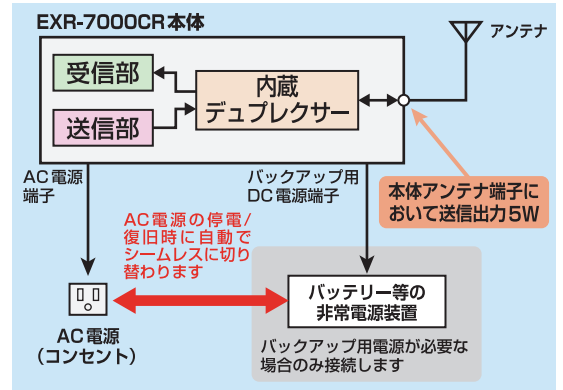 EXR-7000CR本体
アンテナ
受信部
送信部
内蔵
デュプレクサー
AC電源
端子
バックアップ用
DC電源端子
本体アンテナ端子に
おいて送信出力5W
AC電源の停電/
復旧時に自動で
シームレスに切り
替わります
バッテリー等の
非常電源装置
AC電源
(コンセント)
バックアップ用電源が必要な
場合のみ接続します